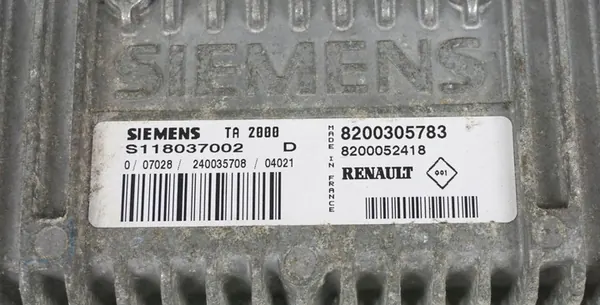 SIEMENS
SIEMENS TA 2000
S118037002 D
0/ 07028/ 240035708 / 04021
MADE IN FRANCE
8200305783
8200052418
RENAULT 001